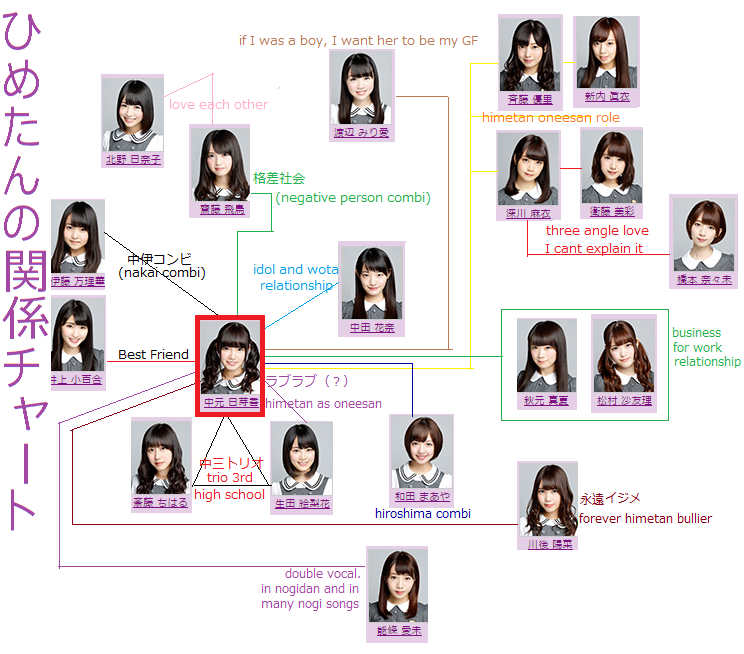 ひめたんの関係チャート
if I was a boy, I want her to be my GF
love each other
北野 日奈子
渡辺 みり愛
斉藤 優里
新内 眞衣
himetan oneesan role
齋藤 飛鳥
格差社会
(negative person combi)
深川 麻衣
衛藤 美彩
three angle love
I cant explain it
橋本 奈々未
伊藤 万理華
中伊コンビ
(nakai combi)
idol and wota
relationship
中田 花奈
井上 小百合
Best Friend
中元 日芽香
ラブラブ（？）
himetan as oneesan
秋元 真夏
松村 沙友理
business
for work
relationship
斎藤 ちはる
中三トリオ
trio 3rd
high school
生田 絵梨花
和田 まあや
hiroshima combi
川後 陽菜
永遠イジメ
forever himetan bullier
double vocal.
in nogidan and in
many nogi songs
能條 愛未